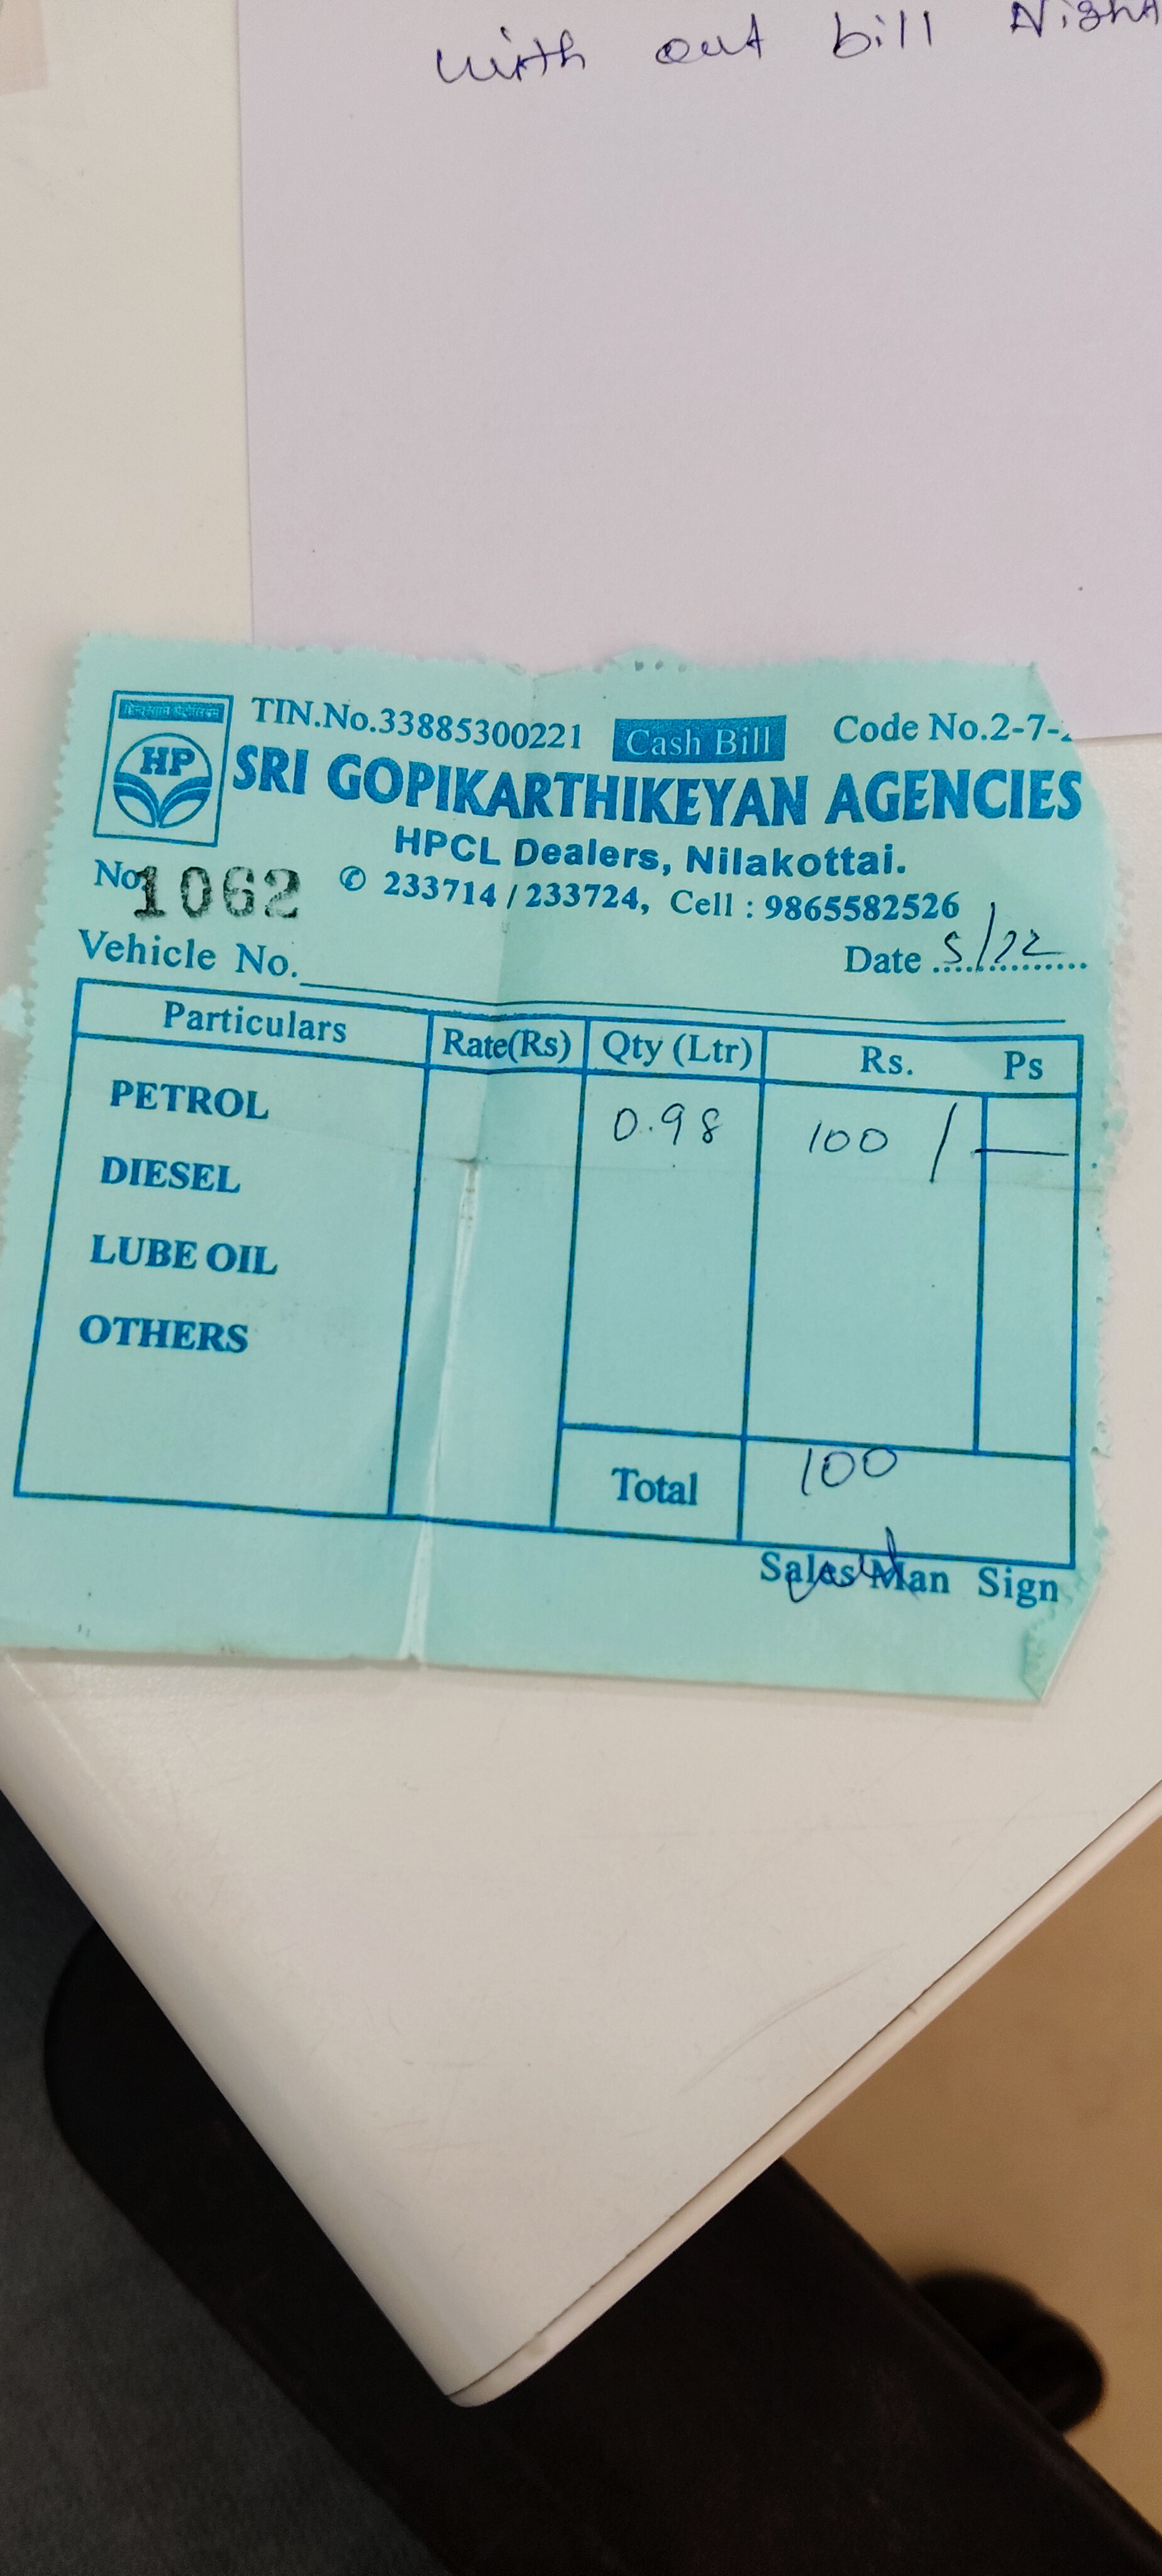 with out bill
हिन्दुस्तान पेट्रोलियम
HP
TIN.No.33885300221 Cash Bill Code No.2-7-
SRI GOPIKARTHIKEYAN AGENCIES
HPCL Dealers, Nilakottai.
No. 1062 ✆ 233714 / 233724, Cell : 9865582526
Vehicle No. Date 5/22
Particulars Rate(Rs) Qty (Ltr) Rs. Ps
PETROL 0.98 100 / —
DIESEL
LUBE OIL
OTHERS
Total 100
Sales Man Sign